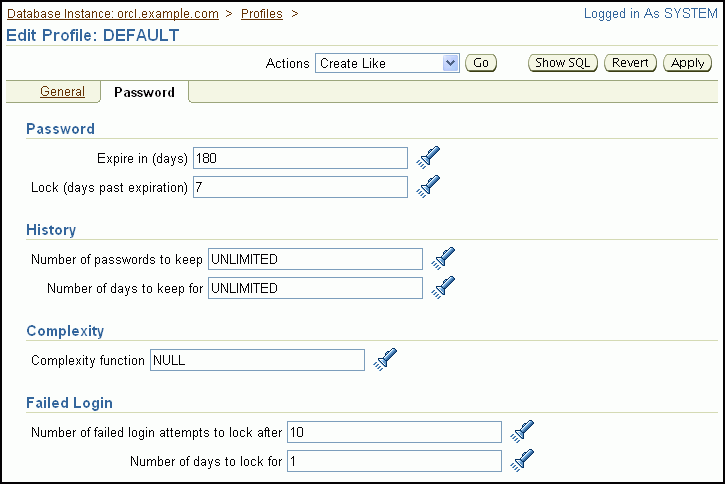 Database Instance: orcl.example.com > Profiles > Logged in As SYSTEM
Edit Profile: DEFAULT
Actions Create Like Go Show SQL Revert Apply
General Password
Password
Expire in (days) 180
Lock (days past expiration) 7
History
Number of passwords to keep UNLIMITED
Number of days to keep for UNLIMITED
Complexity
Complexity function NULL
Failed Login
Number of failed login attempts to lock after 10
Number of days to lock for 1